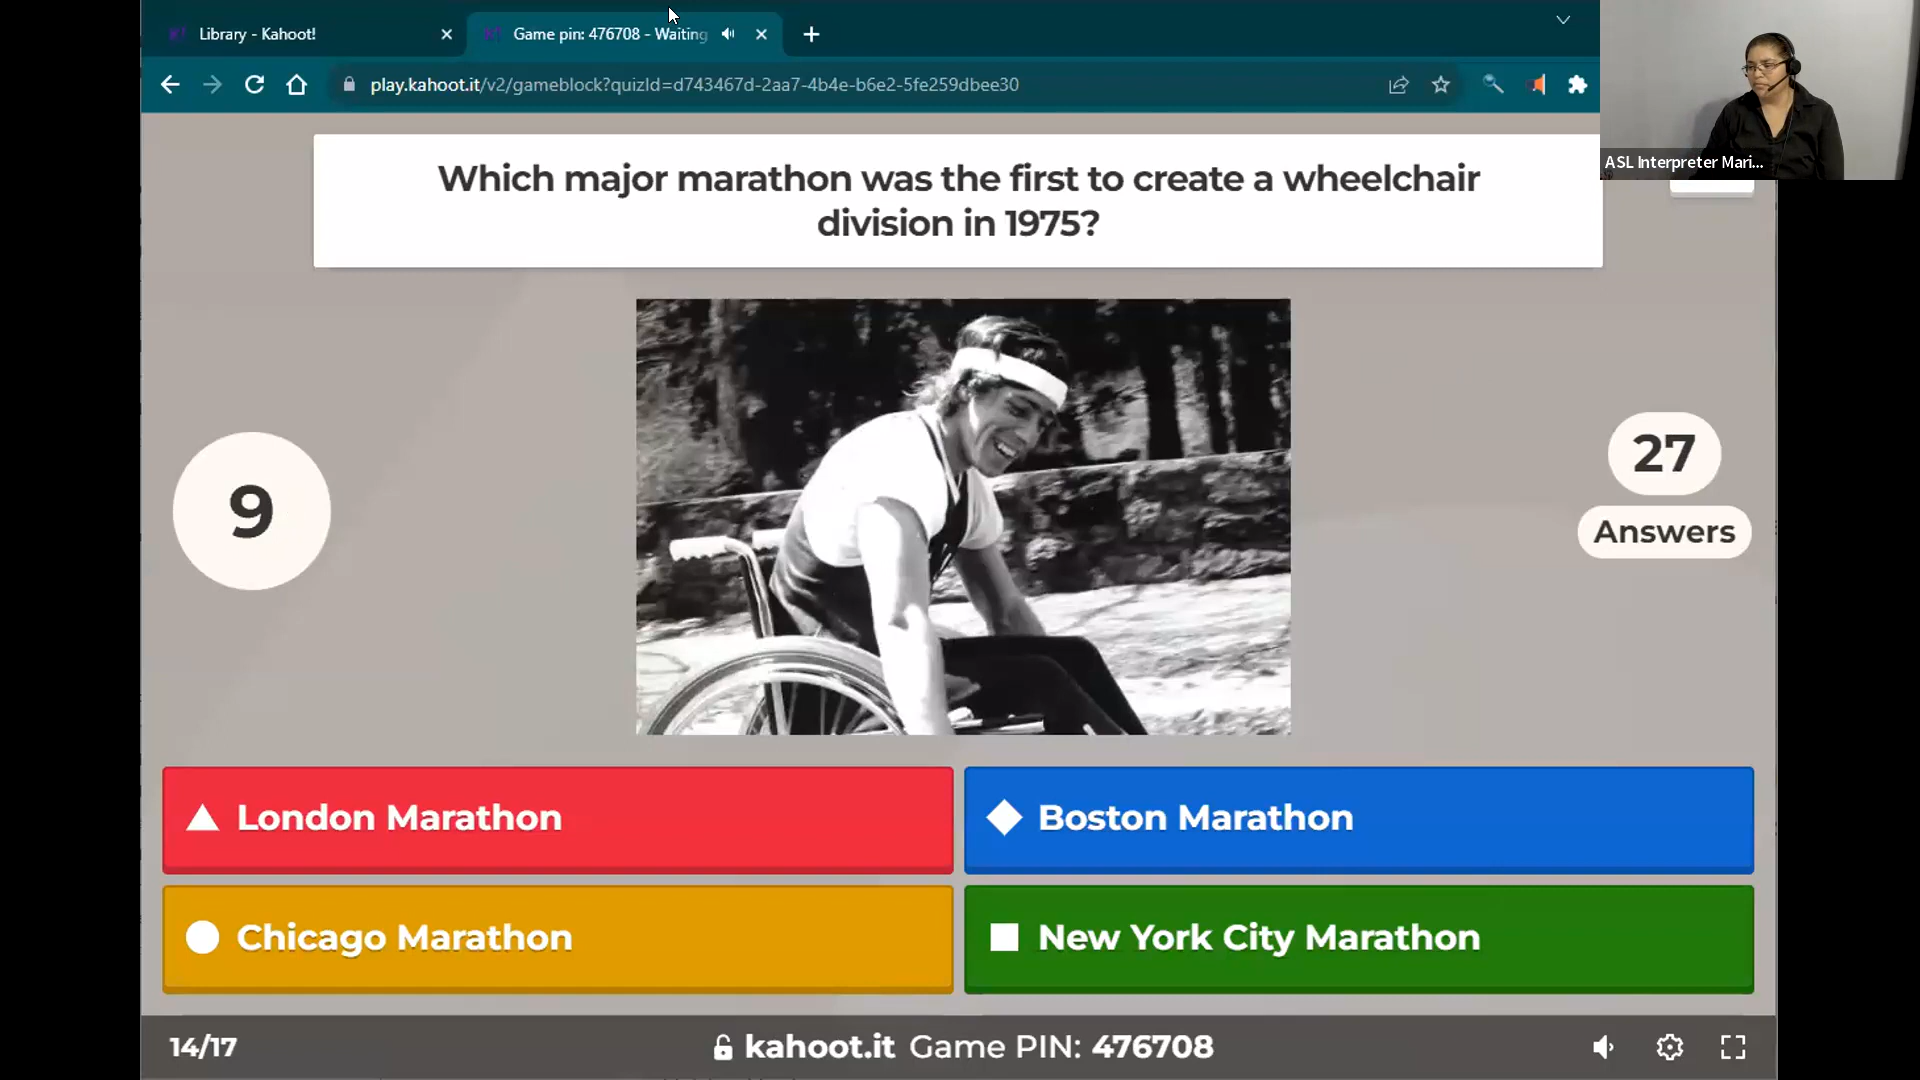 Library - Kahoot!
Game pin: 476708 - Waiting
play.kahoot.it/v2/gameblock?quizId=d743467d-2aa7-4b4e-b6e2-5fe259dbee30
ASL Interpreter Mari...
Which major marathon was the first to create a wheelchair
division in 1975?
9
27
Answers
London Marathon
Boston Marathon
Chicago Marathon
New York City Marathon
14/17
kahoot.it Game PIN: 476708